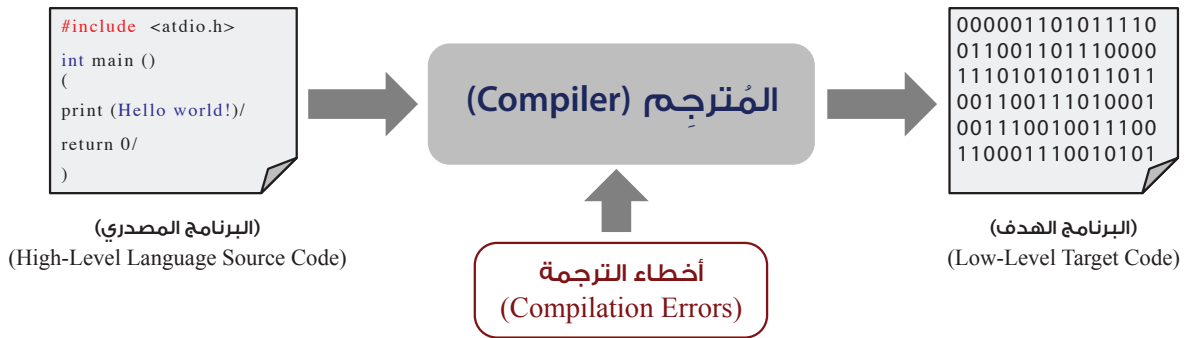 #include <atdio.h>
int main ()
(
print (Hello world!)/
return 0/
)
(البرنامج المصدري)
(High-Level Language Source Code)
المُترجِم (Compiler)
أخطاء الترجمة
(Compilation Errors)
000001101011110
011001101110000
111010101011011
001100111010001
001110010011100
110001110010101
(البرنامج الهدف)
(Low-Level Target Code)